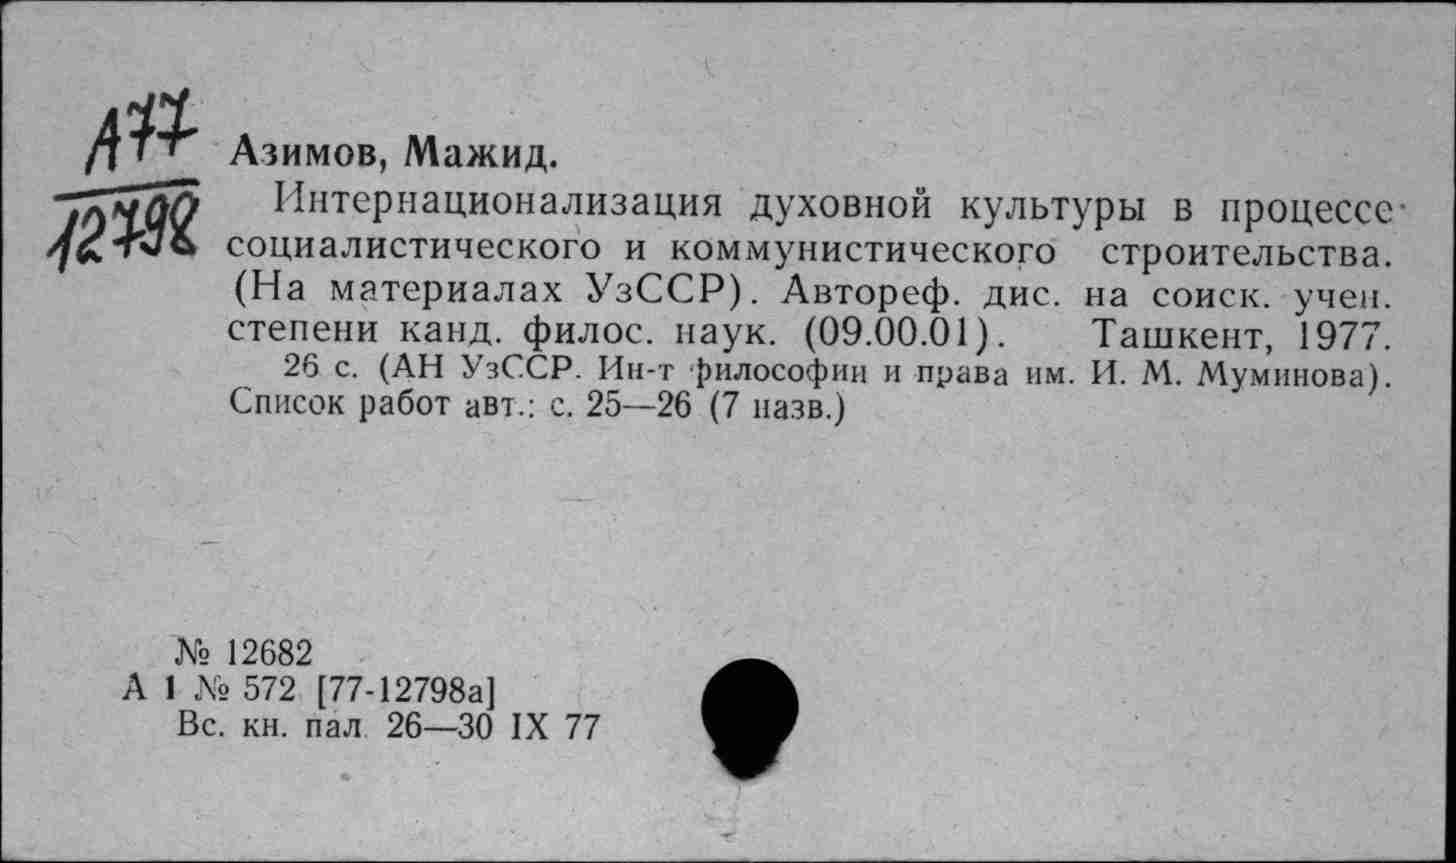 А77
12798
Азимов, Мажид.
Интернационализация духовной культуры в процессе
социалистического и коммунистического строительства.
(На материалах УзССР). Автореф. дис. на соиск. учен.
степени канд. филос. наук. (09.00.01). Ташкент, 1977.
26 с. (АН УзССР. Ин-т философии и права им. И. М. Муминова).
Список работ авт.: с. 25—26 (7 назв.)
№ 12682
А 1 № 572 [77-12798а]
Вс. кн. пал. 26—30 IX 77